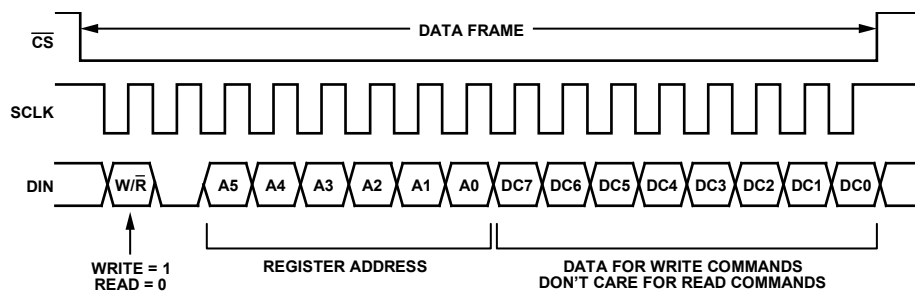 DATA FRAME
C̅S̅
SCLK
DIN
W/R̅ A5 A4 A3 A2 A1 A0 DC7 DC6 DC5 DC4 DC3 DC2 DC1 DC0
WRITE = 1
READ = 0
REGISTER ADDRESS
DATA FOR WRITE COMMANDS
DON'T CARE FOR READ COMMANDS